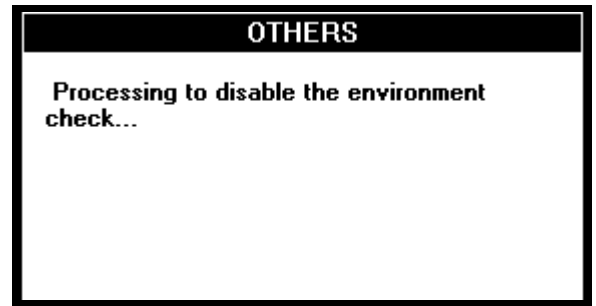 OTHERS
Processing to disable the environment
check...